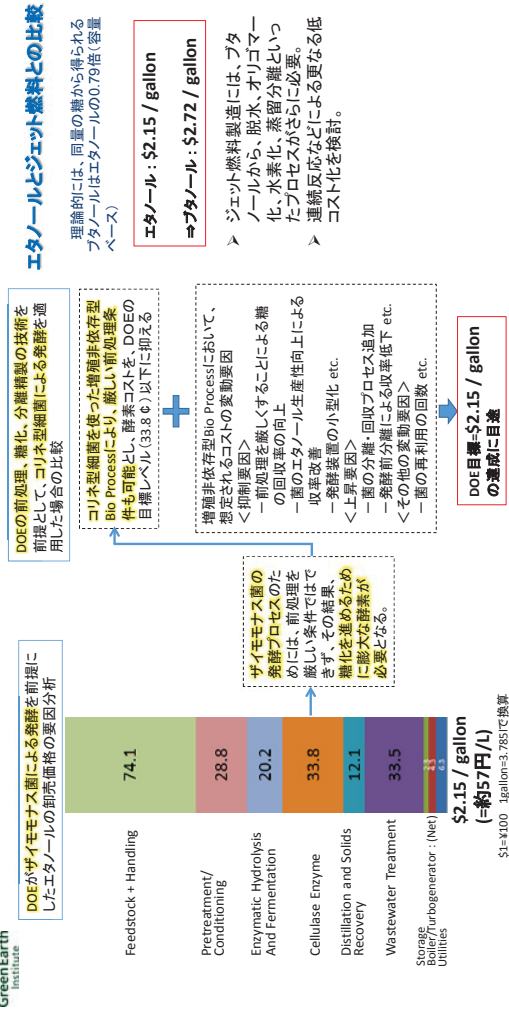 GreenEarth
Institute
エタノールとジェット燃料との比較
DOEがザイモモナス菌による発酵を前提に
したエタノールの卸売価格の要因分析
Feedstock + Handling
Pretreatment/
Conditioning
Enzymatic Hydrolysis
And Fermentation
Cellulase Enzyme
Distillation and Solids
Recovery
Wastewater Treatment
Storage
Boiler/Turbogenerator : (Net)
Utilities
74.1
28.8
20.2
33.8
12.1
33.5
6.3
$2.15 / gallon
(=約57円/L)
$1=¥100 1gallon=3.785lで換算
ザイモモナス菌の
発酵プロセスのた
めには、前処理を
厳しい条件ではで
きず、その結果、
糖化を進めるため
に膨大な酵素が
必要となる。
DOEの前処理、糖化、分離精製の技術を
前提として、コリネ型細菌による発酵を適
用した場合の比較
コリネ型細菌を使った増殖非依存型
Bio Processにより、厳しい前処理条
件も可能とし、酵素コストを、DOEの
目標レベル(33.8¢)以下に抑える
増殖非依存型Bio Processにおいて、
想定されるコストの変動要因
<抑制要因>
－前処理を厳しくすることによる糖
の回収率の向上
－菌のエタノール生産性向上による
収率改善
－発酵装置の小型化 etc.
<上昇要因>
－菌の分離・回収プロセス追加
－発酵前分離による収率低下 etc.
<その他の変動要因>
－菌の再利用の回数 etc.
DOE目標=$2.15 / gallon
の達成に目途
理論的には、同量の糖から得られる
ブタノールはエタノールの0.79倍(容量
ベース)
エタノール : $2.15 / gallon
⇒ブタノール : $2.72 / gallon
➢ ジェット燃料製造には、ブタ
ノールから、脱水、オリゴマー
化、水素化、蒸留分離といっ
たプロセスがさらに必要。
➢ 連続反応などによる更なる低
コスト化を検討。